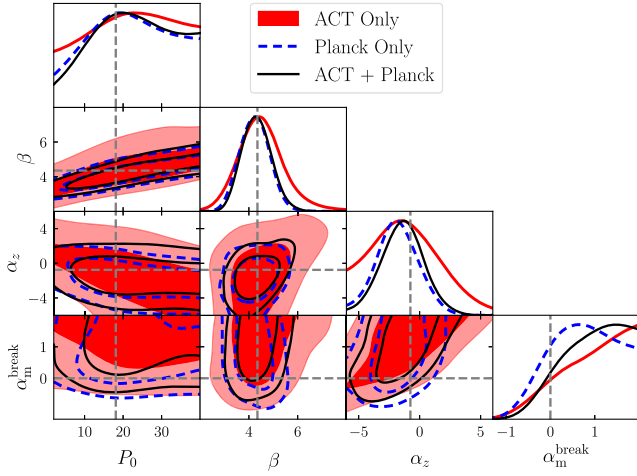 ACT Only
Planck Only
ACT + Planck
β
6
4
α_z
4
0
−4
α_m^break
1
0
10 20 30
P_0
4 6
β
−5 0 5
α_z
−1 0 1
α_m^break